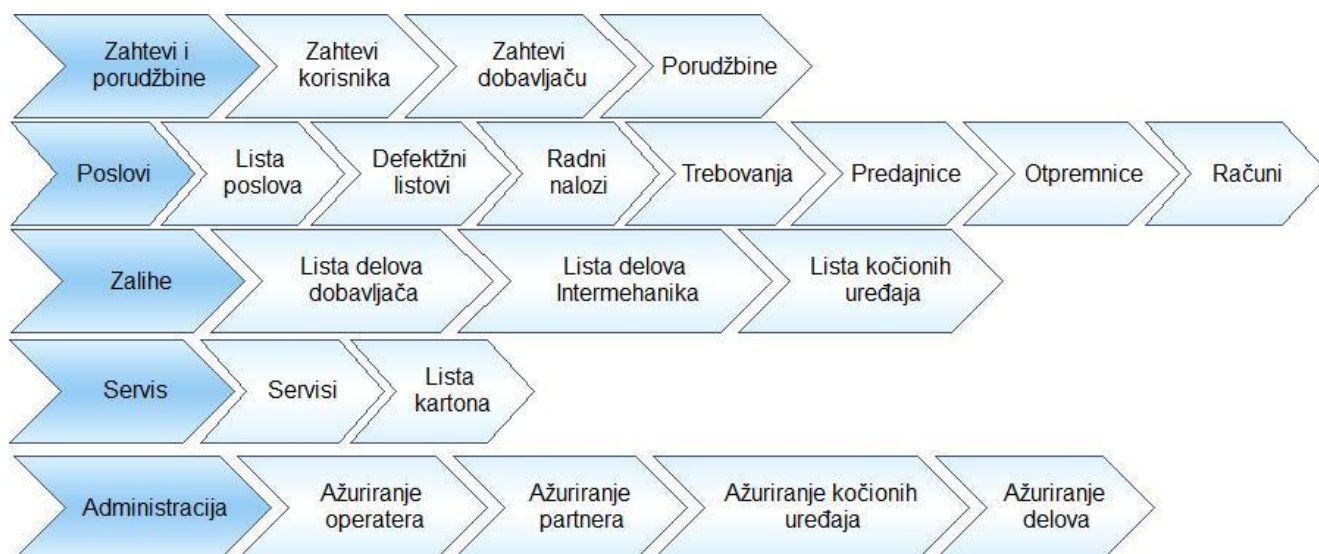 Zahtevi i
porudžbine
Zahtevi
korisnika
Zahtevi
dobavljaču
Porudžbine
Poslovi
Lista
poslova
Defektžni
listovi
Radni
nalozi
Trebovanja
Predajnice
Otpremnice
Računi
Zalihe
Lista delova
dobavljača
Lista delova
Intermehanika
Lista kočionih
uređaja
Servis
Servisi
Lista
kartona
Administracija
Ažuriranje
operatera
Ažuriranje
partnera
Ažuriranje kočionih
uređaja
Ažuriranje
delova